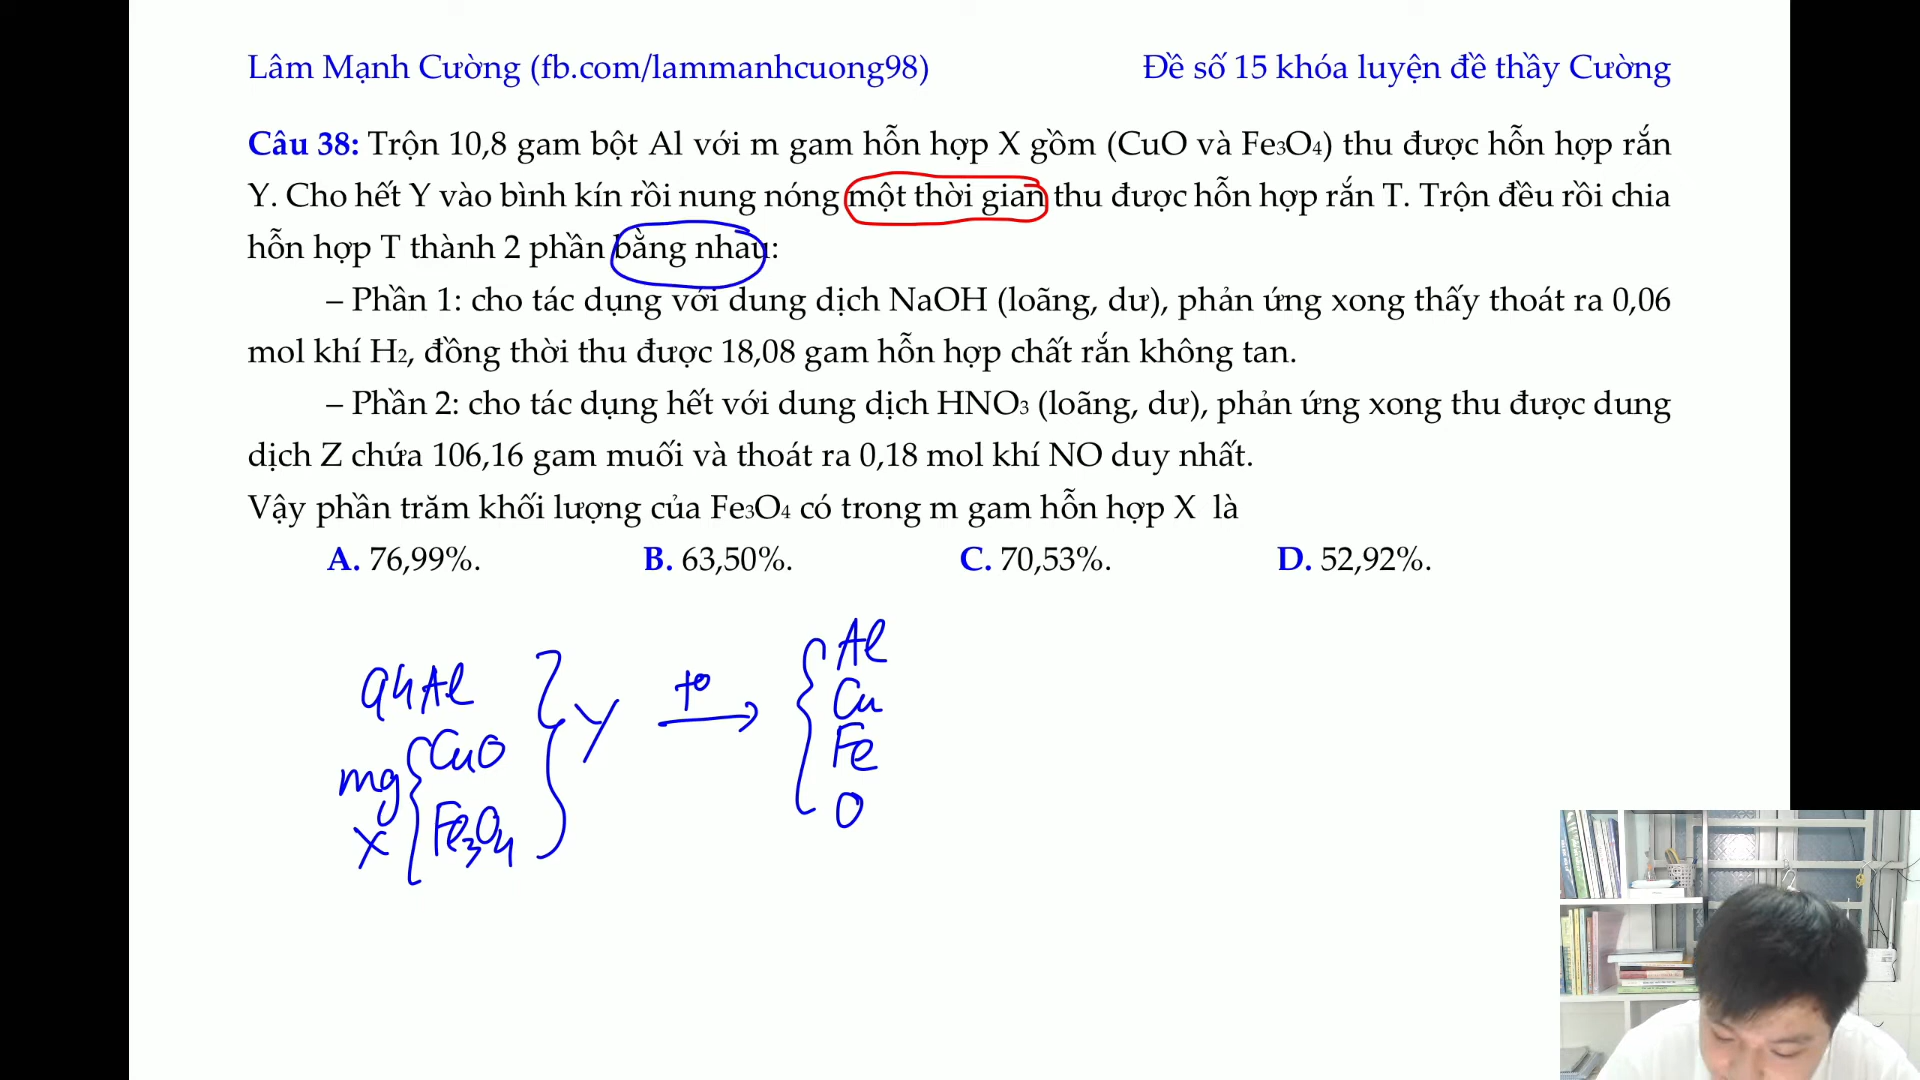 Lâm Mạnh Cường (fb.com/lammanhcuong98) Đề số 15 khóa luyện đề thầy Cường
Câu 38: Trộn 10,8 gam bột Al với m gam hỗn hợp X gồm (CuO và Fe₃O₄) thu được hỗn hợp rắn
Y. Cho hết Y vào bình kín rồi nung nóng một thời gian thu được hỗn hợp rắn T. Trộn đều rồi chia
hỗn hợp T thành 2 phần bằng nhau:
– Phần 1: cho tác dụng với dung dịch NaOH (loãng, dư), phản ứng xong thấy thoát ra 0,06
mol khí H₂, đồng thời thu được 18,08 gam hỗn hợp chất rắn không tan.
– Phần 2: cho tác dụng hết với dung dịch HNO₃ (loãng, dư), phản ứng xong thu được dung
dịch Z chứa 106,16 gam muối và thoát ra 0,18 mol khí NO duy nhất.
Vậy phần trăm khối lượng của Fe₃O₄ có trong m gam hỗn hợp X là
A. 76,99%. B. 63,50%. C. 70,53%. D. 52,92%.
0,4 Al
mg X
CuO
Fe₃O₄
Y
t°
Al
Cu
Fe
O